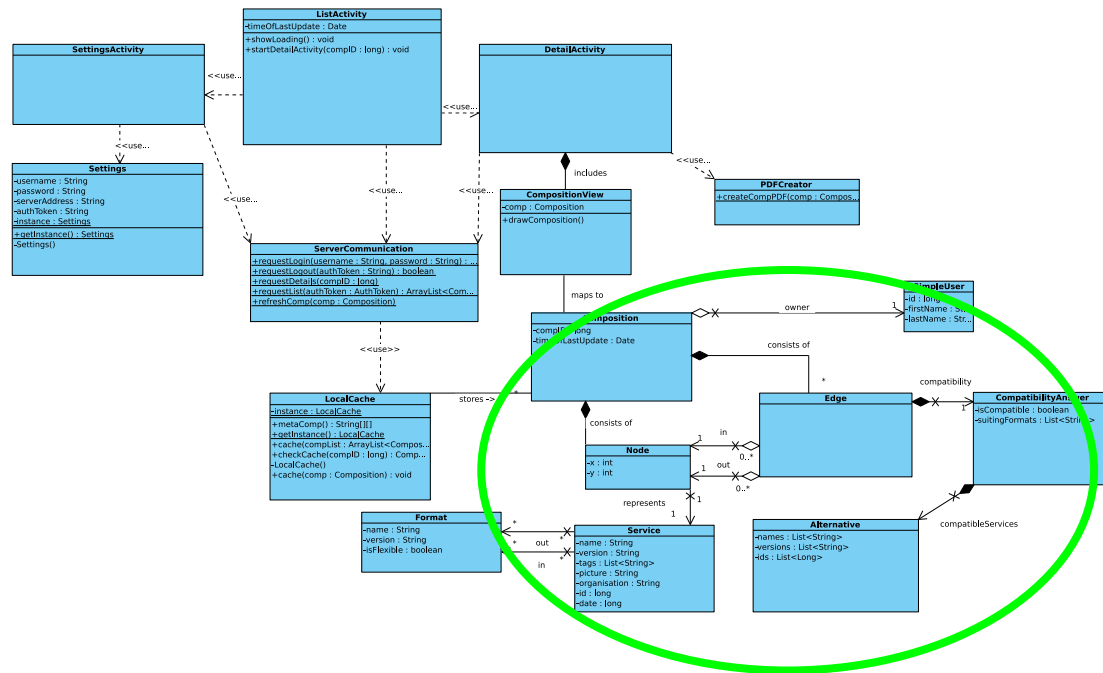 ListActivity
-timeOfLastUpdate : Date
+showLoading() : void
+startDetailActivity(compID : long) : void
SettingsActivity
DetailActivity
<<use...
<<use...
<<use...
<<use...
Settings
-username : String
-password : String
-serverAddress : String
-authToken : String
-instance : Settings
+getInstance() : Settings
-Settings()
<<use...
<<use...
<<use...
includes
PDFCreator
+createCompPDF(comp : Compos...
CompositionView
-comp : Composition
+drawComposition()
ServerCommunication
+requestLogin(username : String, password : String) : ...
+requestLogout(authToken : String) : boolean
+requestDetails(compID : long)
+requestList(authToken : AuthToken) : ArrayList<Com...
+refreshComp(comp : Composition)
maps to
<<use>>
Composition
-compID : long
-timeOfLastUpdate : Date
owner
1
SimpleUser
-id : long
-firstName : Str...
-lastName : Str...
consists of
*
LocalCache
-instance : LocalCache
+metaComp() : String[][]
+getInstance() : LocalCache
+cache(compList : ArrayList<Compos...
+checkCache(compID : long) : Comp...
-LocalCache()
+cache(comp : Composition) : void
stores ->
*
consists of
Edge
compatibility
1
CompatibilityAnswer
-isCompatible : boolean
-suitingFormats : List<String>
Node
-x : int
-y : int
1
in
0..*
1
out
0..*
represents
1
1
compatibleServices
Format
-name : String
-version : String
-isFlexible : boolean
*
out
*
*
in
*
Service
-name : String
-version : String
-tags : List<String>
-picture : String
-organisation : String
-id : long
-date : long
Alternative
-names : List<String>
-versions : List<String>
-ids : List<Long>